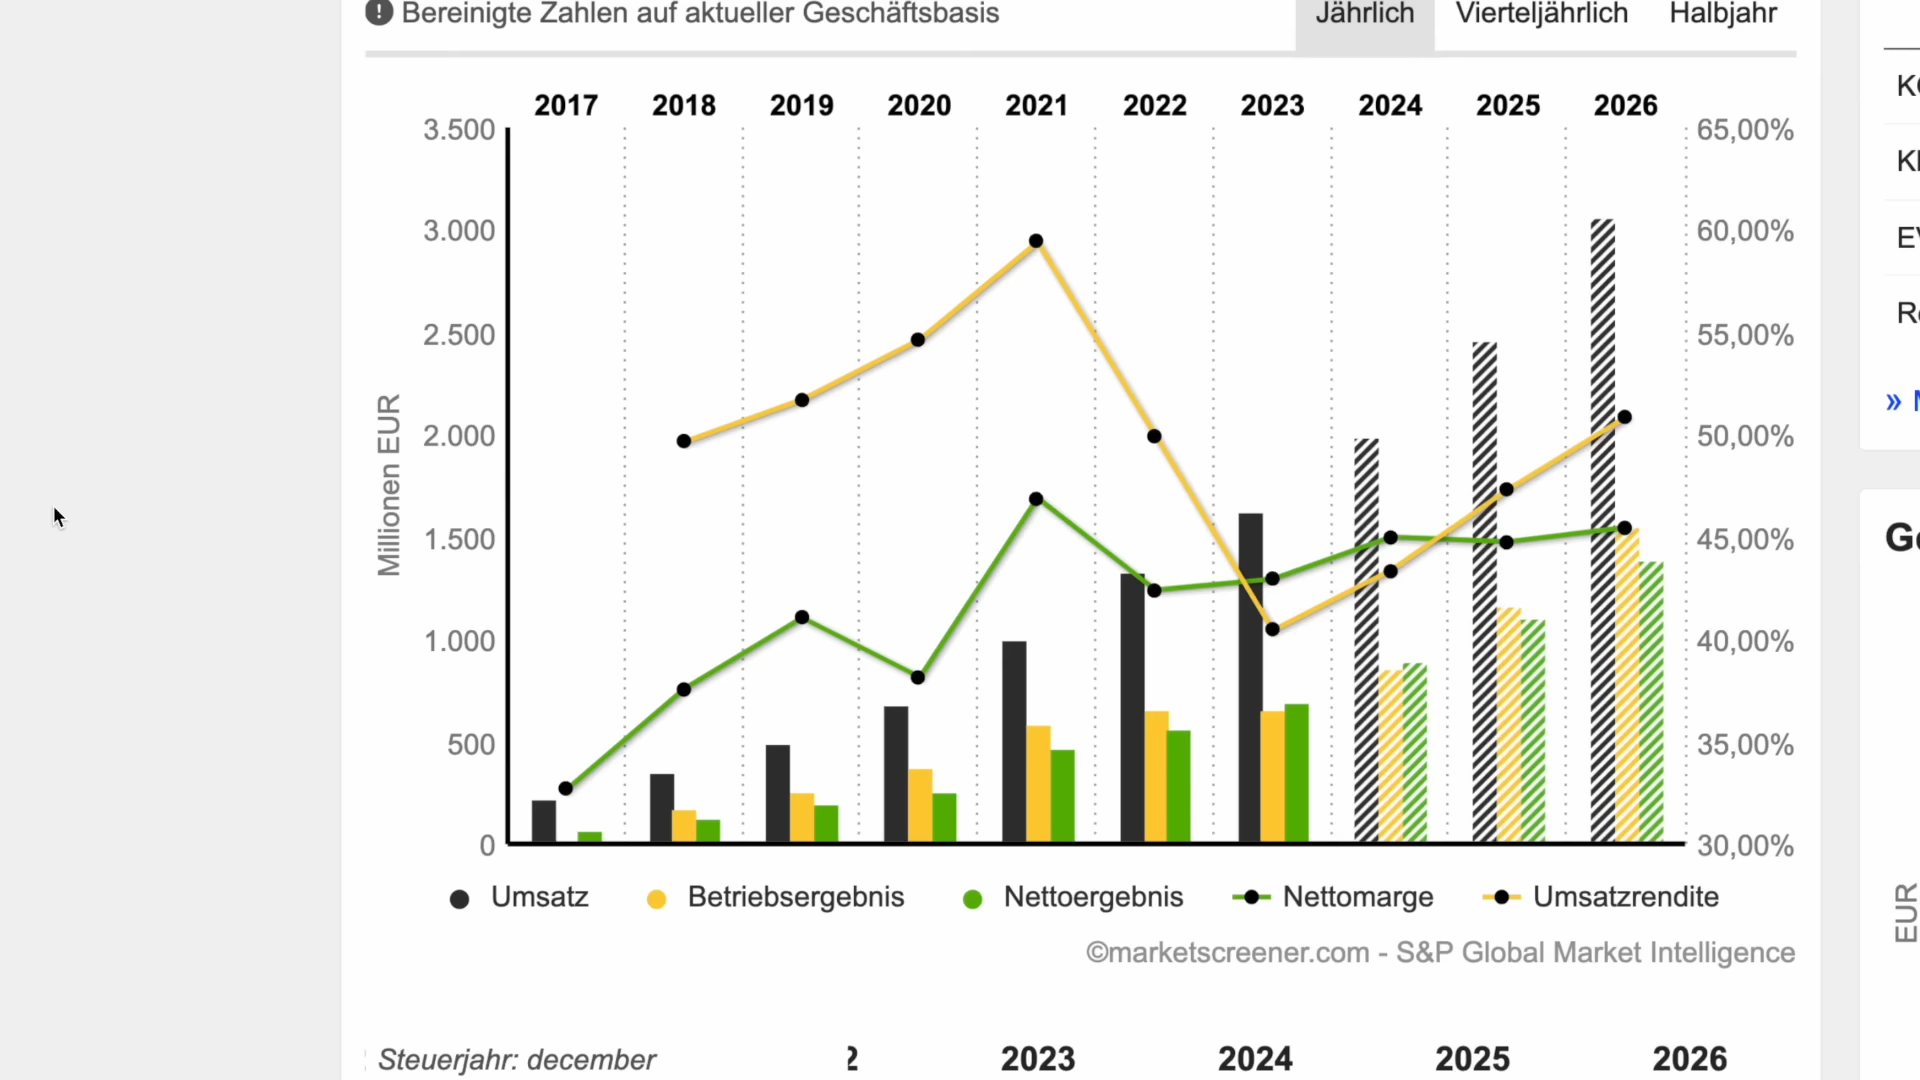 Bereinigte Zahlen auf aktueller Geschäftsbasis
Jährlich Vierteljährlich Halbjahr
2017 2018 2019 2020 2021 2022 2023 2024 2025 2026
3.500 65,00%
3.000 60,00%
2.500 55,00%
2.000 50,00%
1.500 45,00%
1.000 40,00%
500 35,00%
0 30,00%
Millionen EUR
Umsatz Betriebsergebnis Nettoergebnis Nettomarge Umsatzrendite
©marketscreener.com - S&P Global Market Intelligence
Steuerjahr: december 2 2023 2024 2025 2026
»
EUR